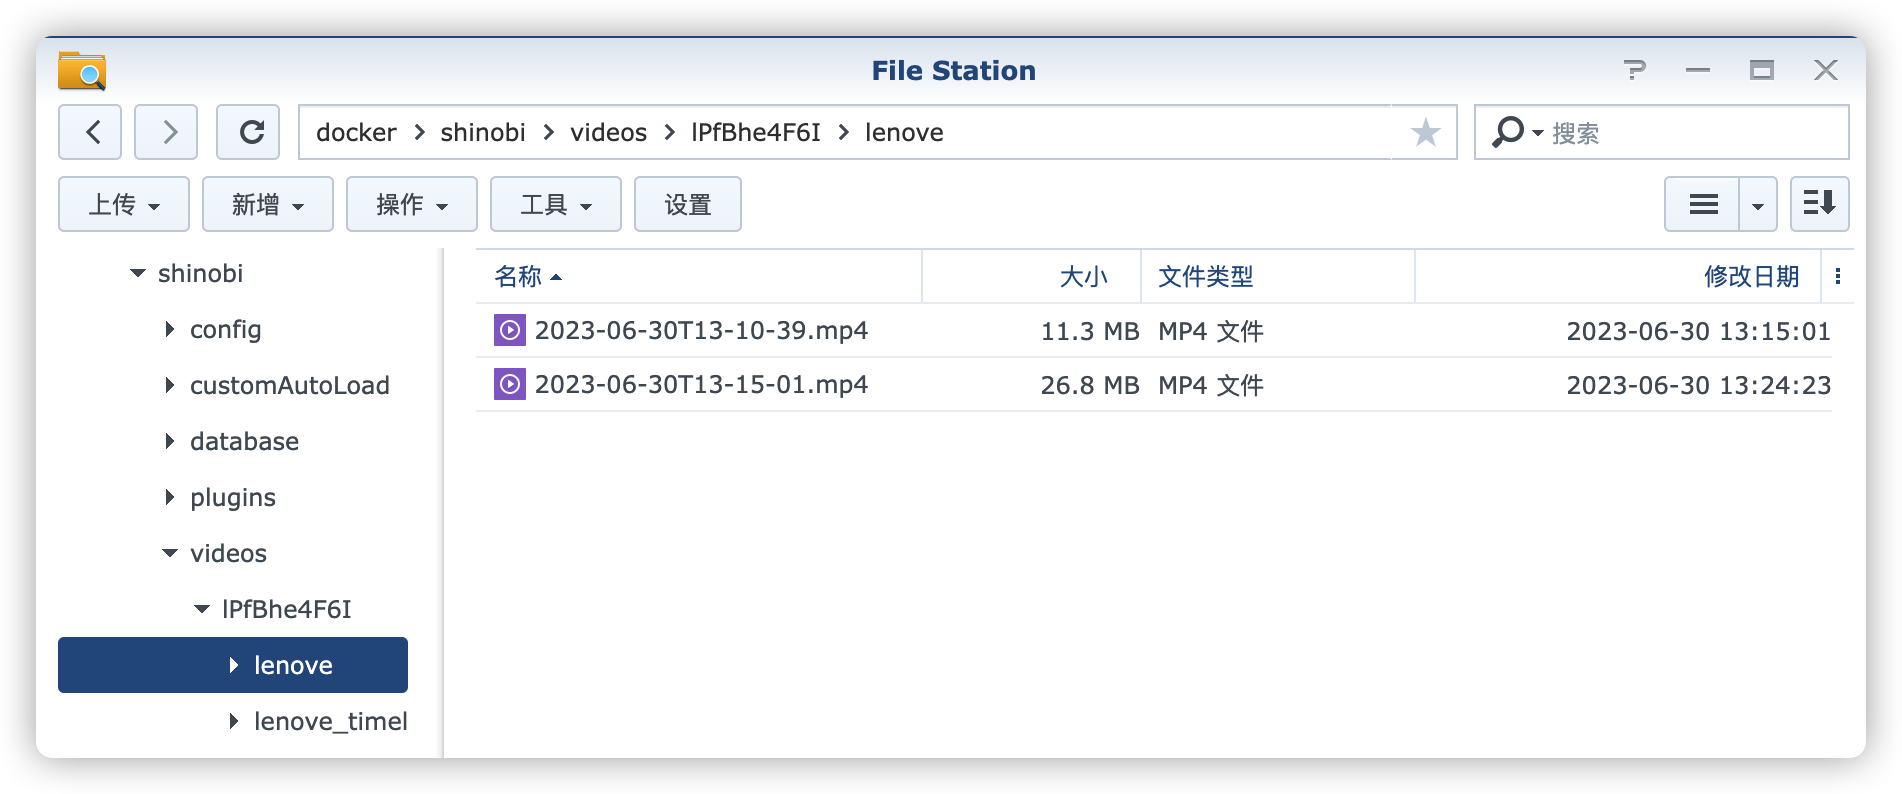 File Station
docker > shinobi > videos > lPfBhe4F6I > lenove
搜索
上传 新增 操作 工具 设置
shinobi
config
customAutoLoad
database
plugins
videos
lPfBhe4F6I
lenove
lenove_timel
名称 大小 文件类型 修改日期
2023-06-30T13-10-39.mp4 11.3 MB MP4 文件 2023-06-30 13:15:01
2023-06-30T13-15-01.mp4 26.8 MB MP4 文件 2023-06-30 13:24:23